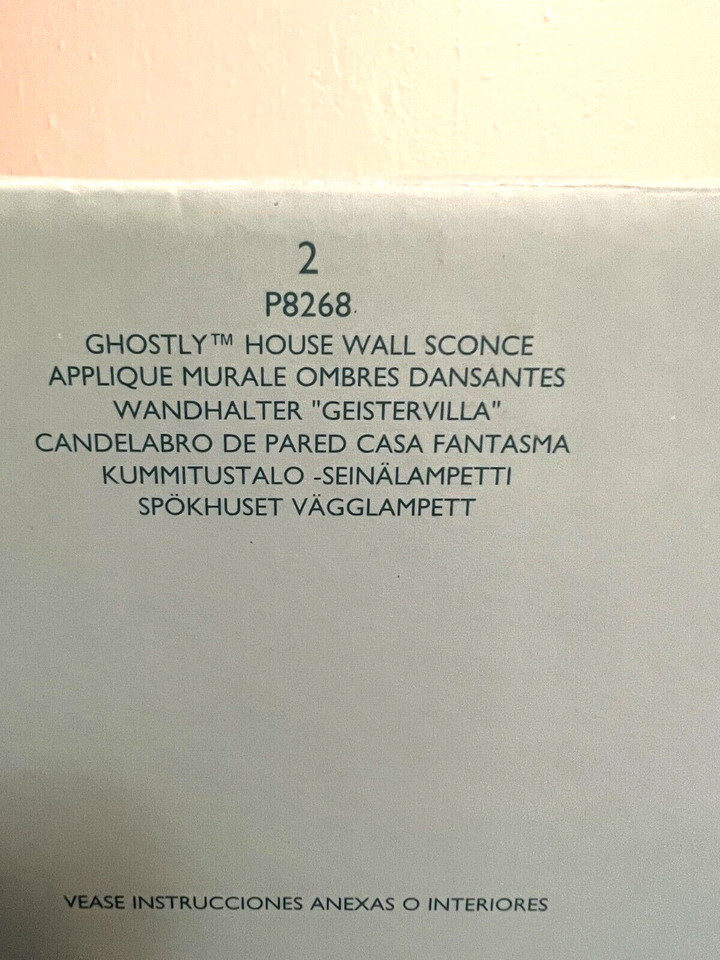 2
P8268
GHOSTLY™ HOUSE WALL SCONCE
APPLIQUE MURALE OMBRES DANSANTES
WANDHALTER "GEISTERVILLA"
CANDELABRO DE PARED CASA FANTASMA
KUMMITUSTALO -SEINÄLAMPETTI
SPÖKHUSET VÄGGLAMPETT
VEASE INSTRUCCIONES ANEXAS O INTERIORES